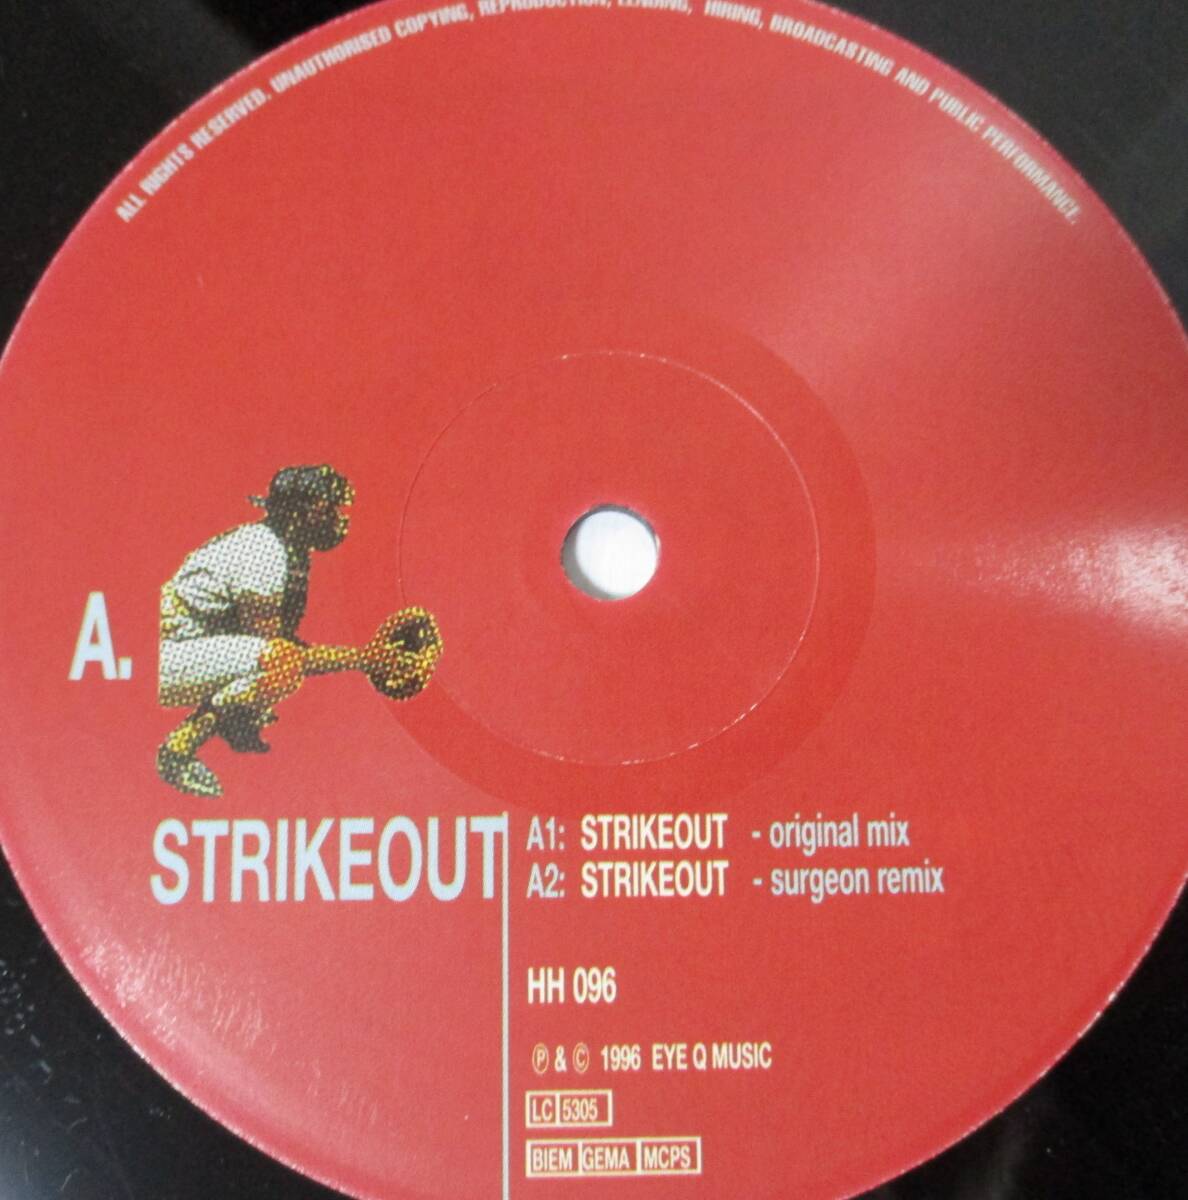 ALL RIGHTS RESERVED. UNAUTHORISED COPYING, REPRODUCTION, LENDING, HIRING, BROADCASTING AND PUBLIC PERFORMANCE.
A.
STRIKEOUT
A1: STRIKEOUT - original mix
A2: STRIKEOUT - surgeon remix
HH 096
Ⓟ & © 1996 EYE Q MUSIC
LC 5305
BIEM GEMA MCPS